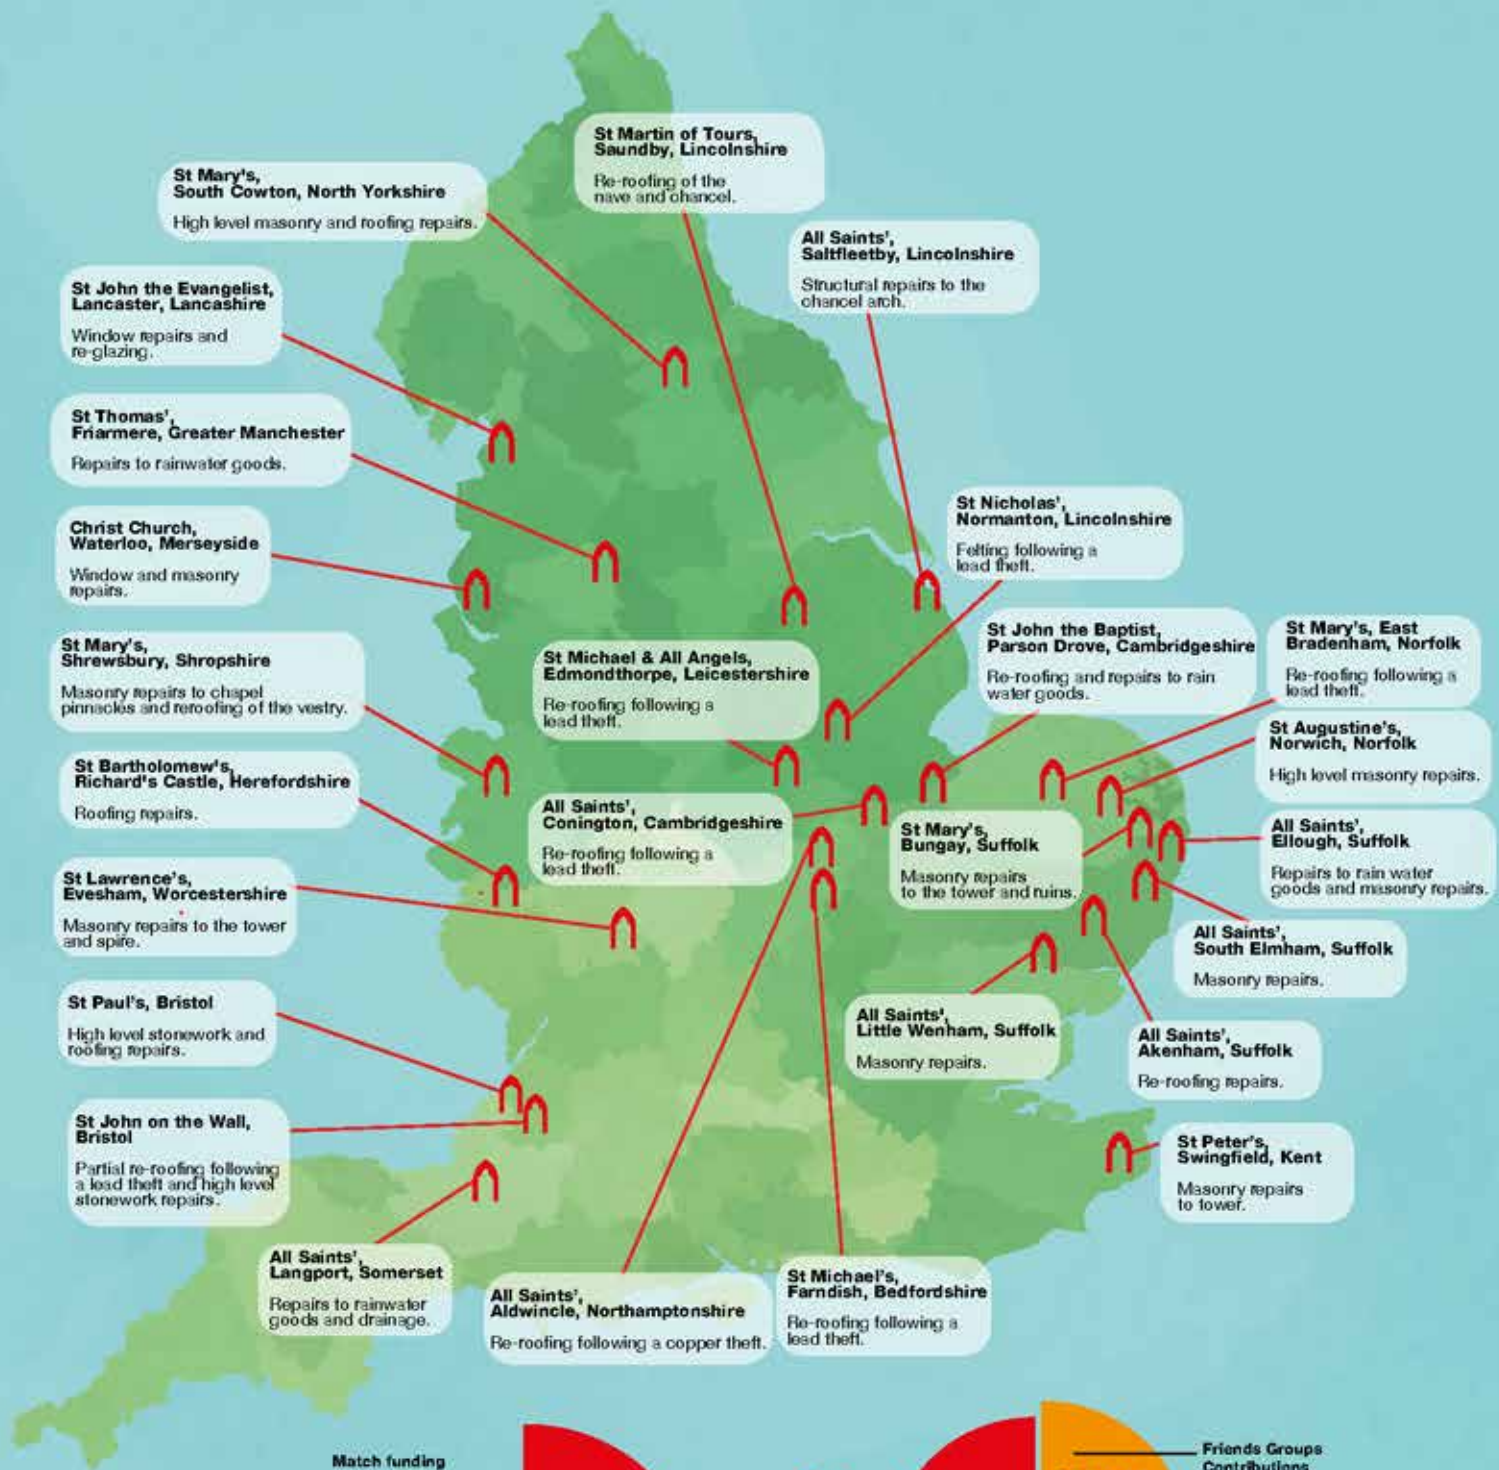 St Martin of Tours,
Saundby, Lincolnshire
Re-roofing of the
nave and chancel.
St Mary's,
South Cowton, North Yorkshire
High level masonry and roofing repairs.
All Saints',
Saltfleetby, Lincolnshire
Structural repairs to the
chancel arch.
St John the Evangelist,
Lancaster, Lancashire
Window repairs and
re-glazing.
St Thomas',
Friarmere, Greater Manchester
Repairs to rainwater goods.
St Nicholas',
Normanton, Lincolnshire
Felting following a
lead theft.
Christ Church,
Waterloo, Merseyside
Window and masonry
repairs.
St John the Baptist,
Parson Drove, Cambridgeshire
Re-roofing and repairs to rain
water goods.
St Mary's, East
Bradenham, Norfolk
Re-roofing following a
lead theft.
St Mary's,
Shrewsbury, Shropshire
Masonry repairs to chapel
pinnacles and reroofing of the vestry.
St Michael & All Angels,
Edmondthorpe, Leicestershire
Re-roofing following a
lead theft.
St Augustine's,
Norwich, Norfolk
High level masonry repairs.
St Bartholomew's,
Richard's Castle, Herefordshire
Roofing repairs.
All Saints',
Conington, Cambridgeshire
Re-roofing following a
lead theft.
St Mary's,
Bungay, Suffolk
Masonry repairs
to the tower and ruins.
All Saints',
Ellough, Suffolk
Repairs to rain water
goods and masonry repairs.
St Lawrence's,
Evesham, Worcestershire
Masonry repairs to the tower
and spire.
All Saints',
South Elmham, Suffolk
Masonry repairs.
St Paul's, Bristol
High level stonework and
roofing repairs.
All Saints',
Little Wenham, Suffolk
Masonry repairs.
All Saints',
Akenham, Suffolk
Re-roofing repairs.
St John on the Wall,
Bristol
Partial re-roofing following
a lead theft and high level
stonework repairs.
St Peter's,
Swingfield, Kent
Masonry repairs
to tower.
All Saints',
Langport, Somerset
Repairs to rainwater
goods and drainage.
All Saints',
Aldwincle, Northamptonshire
Re-roofing following a copper theft.
St Michael's,
Farndish, Bedfordshire
Re-roofing following a
lead theft.
Match funding
Friends Groups
Contributions